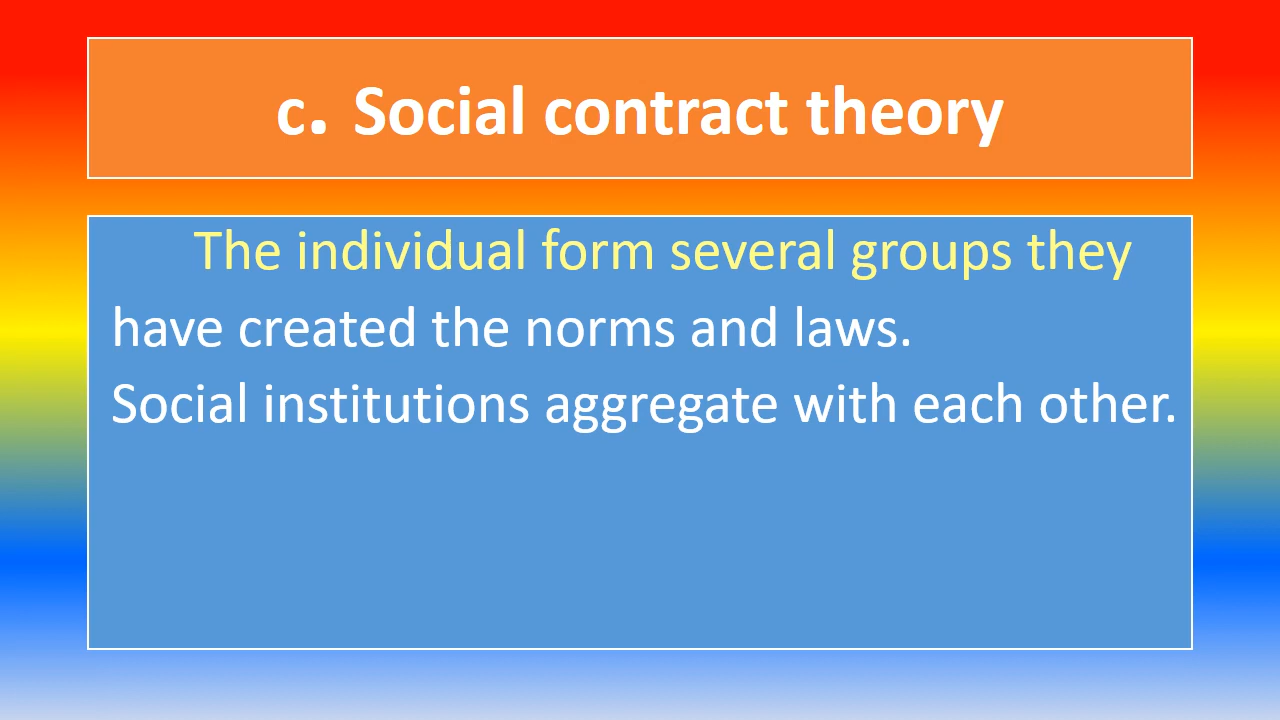 c. Social contract theory
The individual form several groups they
have created the norms and laws.
Social institutions aggregate with each other.